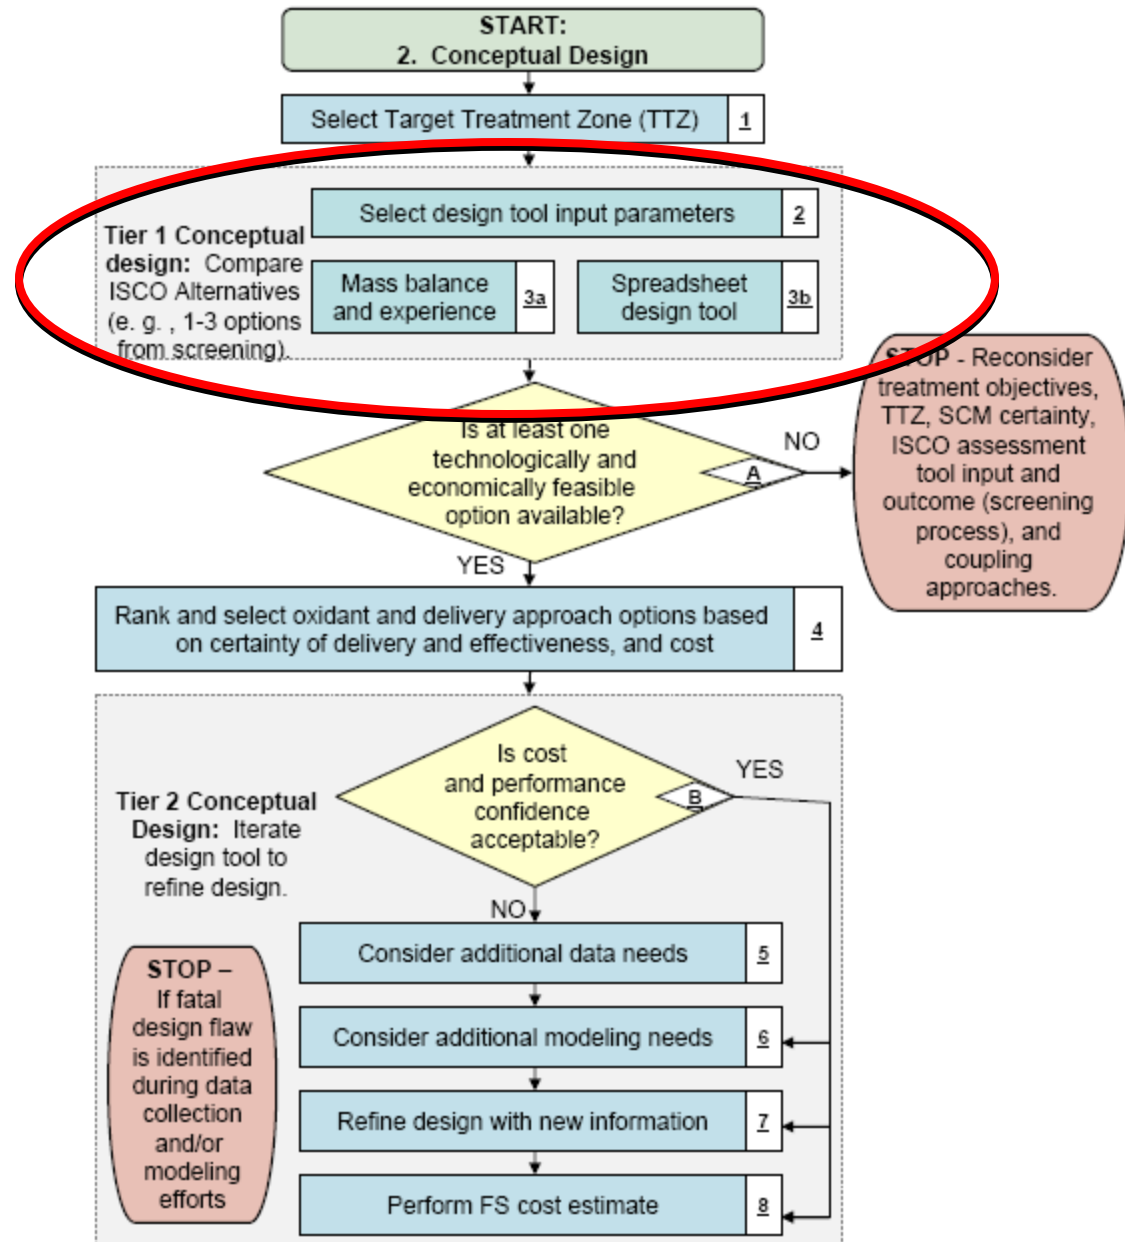 START:
2. Conceptual Design
Select Target Treatment Zone (TTZ)
1
Select design tool input parameters
2
Tier 1 Conceptual
design: Compare
ISCO Alternatives
(e. g. , 1-3 options
from screening).
Mass balance
and experience
3a
Spreadsheet
design tool
3b
Is at least one
technologically and
economically feasible
option available?
A
NO
STOP - Reconsider
treatment objectives,
TTZ, SCM certainty,
ISCO assessment
tool input and
outcome (screening
process), and
coupling
approaches.
YES
Rank and select oxidant and delivery approach options based
on certainty of delivery and effectiveness, and cost
4
Tier 2 Conceptual
Design: Iterate
design tool to
refine design.
Is cost
and performance
confidence
acceptable?
B
YES
NO
Consider additional data needs
5
Consider additional modeling needs
6
Refine design with new information
7
Perform FS cost estimate
8
STOP –
If fatal
design flaw
is identified
during data
collection
and/or
modeling
efforts